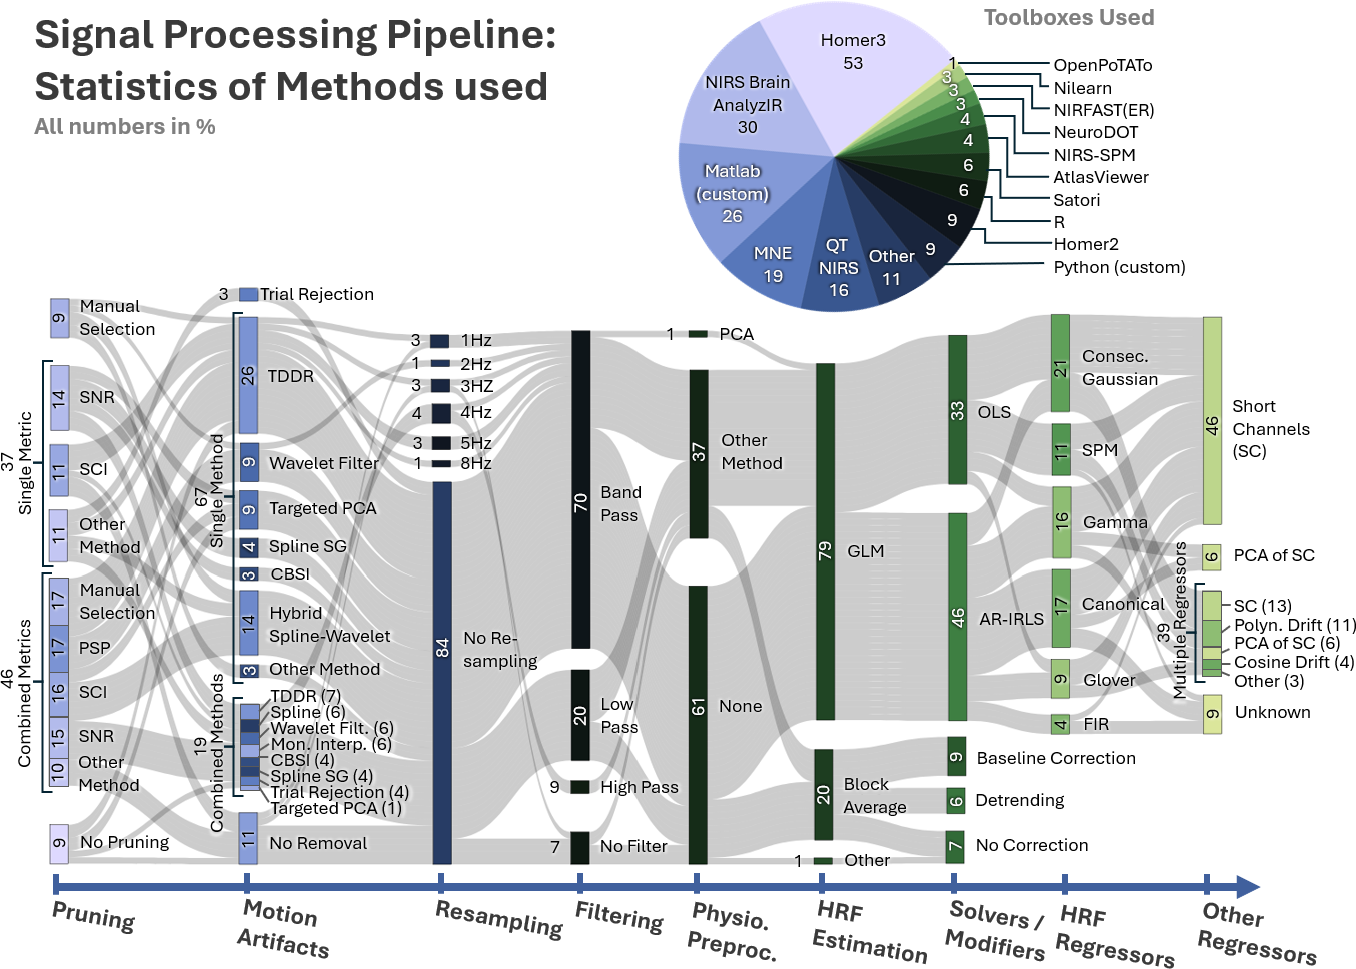 Signal Processing Pipeline:
Statistics of Methods used
All numbers in %
Toolboxes Used
Homer3
53
NIRS Brain
AnalyzIR
30
Matlab
(custom)
26
MNE
19
QT
NIRS
16
Other
11
9
9
6
6
4
4
3
3
3
1
OpenPoTATo
Nilearn
NIRFAST(ER)
NeuroDOT
NIRS-SPM
AtlasViewer
Satori
R
Homer2
Python (custom)
9
Manual
Selection
37
Single Metric
14
SNR
11
SCI
11
Other
Method
46
Combined Metrics
17
Manual
Selection
17
PSP
16
SCI
15
SNR
10
Other
Method
9
No Pruning
3
Trial Rejection
67
Single Method
26
TDDR
9
Wavelet Filter
9
Targeted PCA
4
Spline SG
3
CBSI
14
Hybrid
Spline-Wavelet
3
Other Method
19
Combined Methods
TDDR (7)
Spline (6)
Wavelet Filt. (6)
Mon. Interp. (6)
CBSI (4)
Spline SG (4)
Trial Rejection (4)
Targeted PCA (1)
11
No Removal
3 1Hz
1 2Hz
3 3HZ
4 4Hz
3 5Hz
1 8Hz
84
No Re-
sampling
70
Band
Pass
20
Low
Pass
9 High Pass
7 No Filter
1 PCA
37
Other
Method
61
None
79
GLM
20
Block
Average
1 Other
33
OLS
46
AR-IRLS
9
Baseline Correction
6
Detrending
7
No Correction
21
Consec.
Gaussian
11
SPM
16
Gamma
17
Canonical
9
Glover
4
FIR
46
Short
Channels
(SC)
6
PCA of SC
39
Multiple Regressors
SC (13)
Polyn. Drift (11)
PCA of SC (6)
Cosine Drift (4)
Other (3)
9
Unknown
Pruning
Motion
Artifacts
Resampling
Filtering
Physio.
Preproc.
HRF
Estimation
Solvers /
Modifiers
HRF
Regressors
Other
Regressors